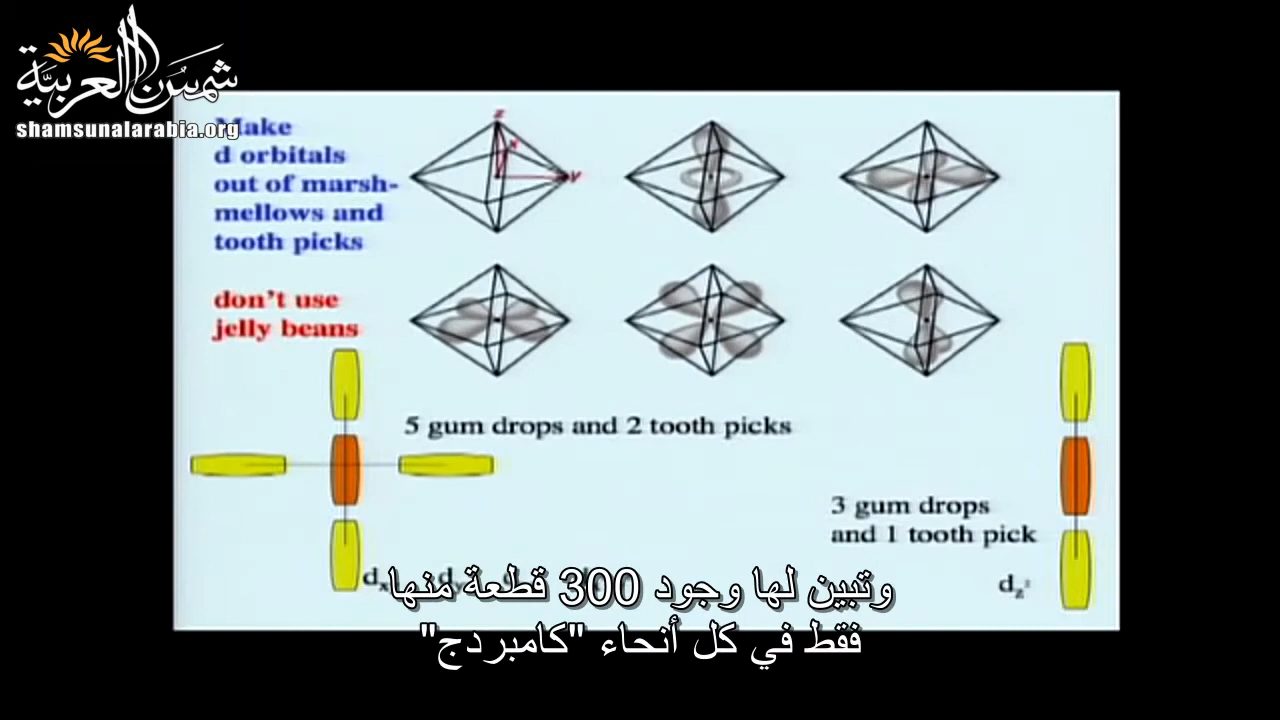 شمس العربية
shamsunalarabia.org
Make
d orbitals
out of marsh-
mellows and
tooth picks
don't use
jelly beans
z
x
y
5 gum drops and 2 tooth picks
3 gum drops
and 1 tooth pick
dz²
وتبين لها وجود 300 قطعة منها
فقط في كل أنحاء "كامبردج"